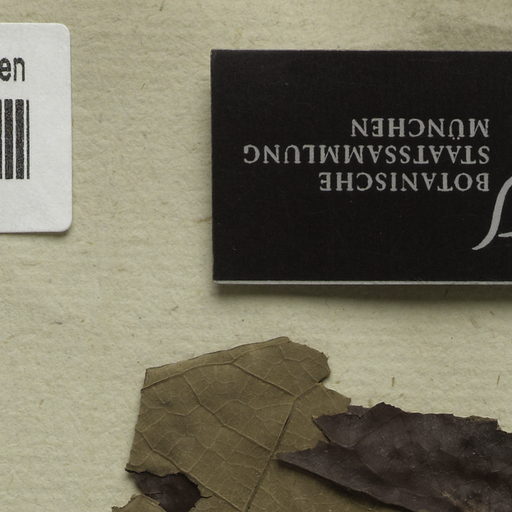 en
BOTANISCHE
STAATSSAMMLUNG
MÜNCHEN